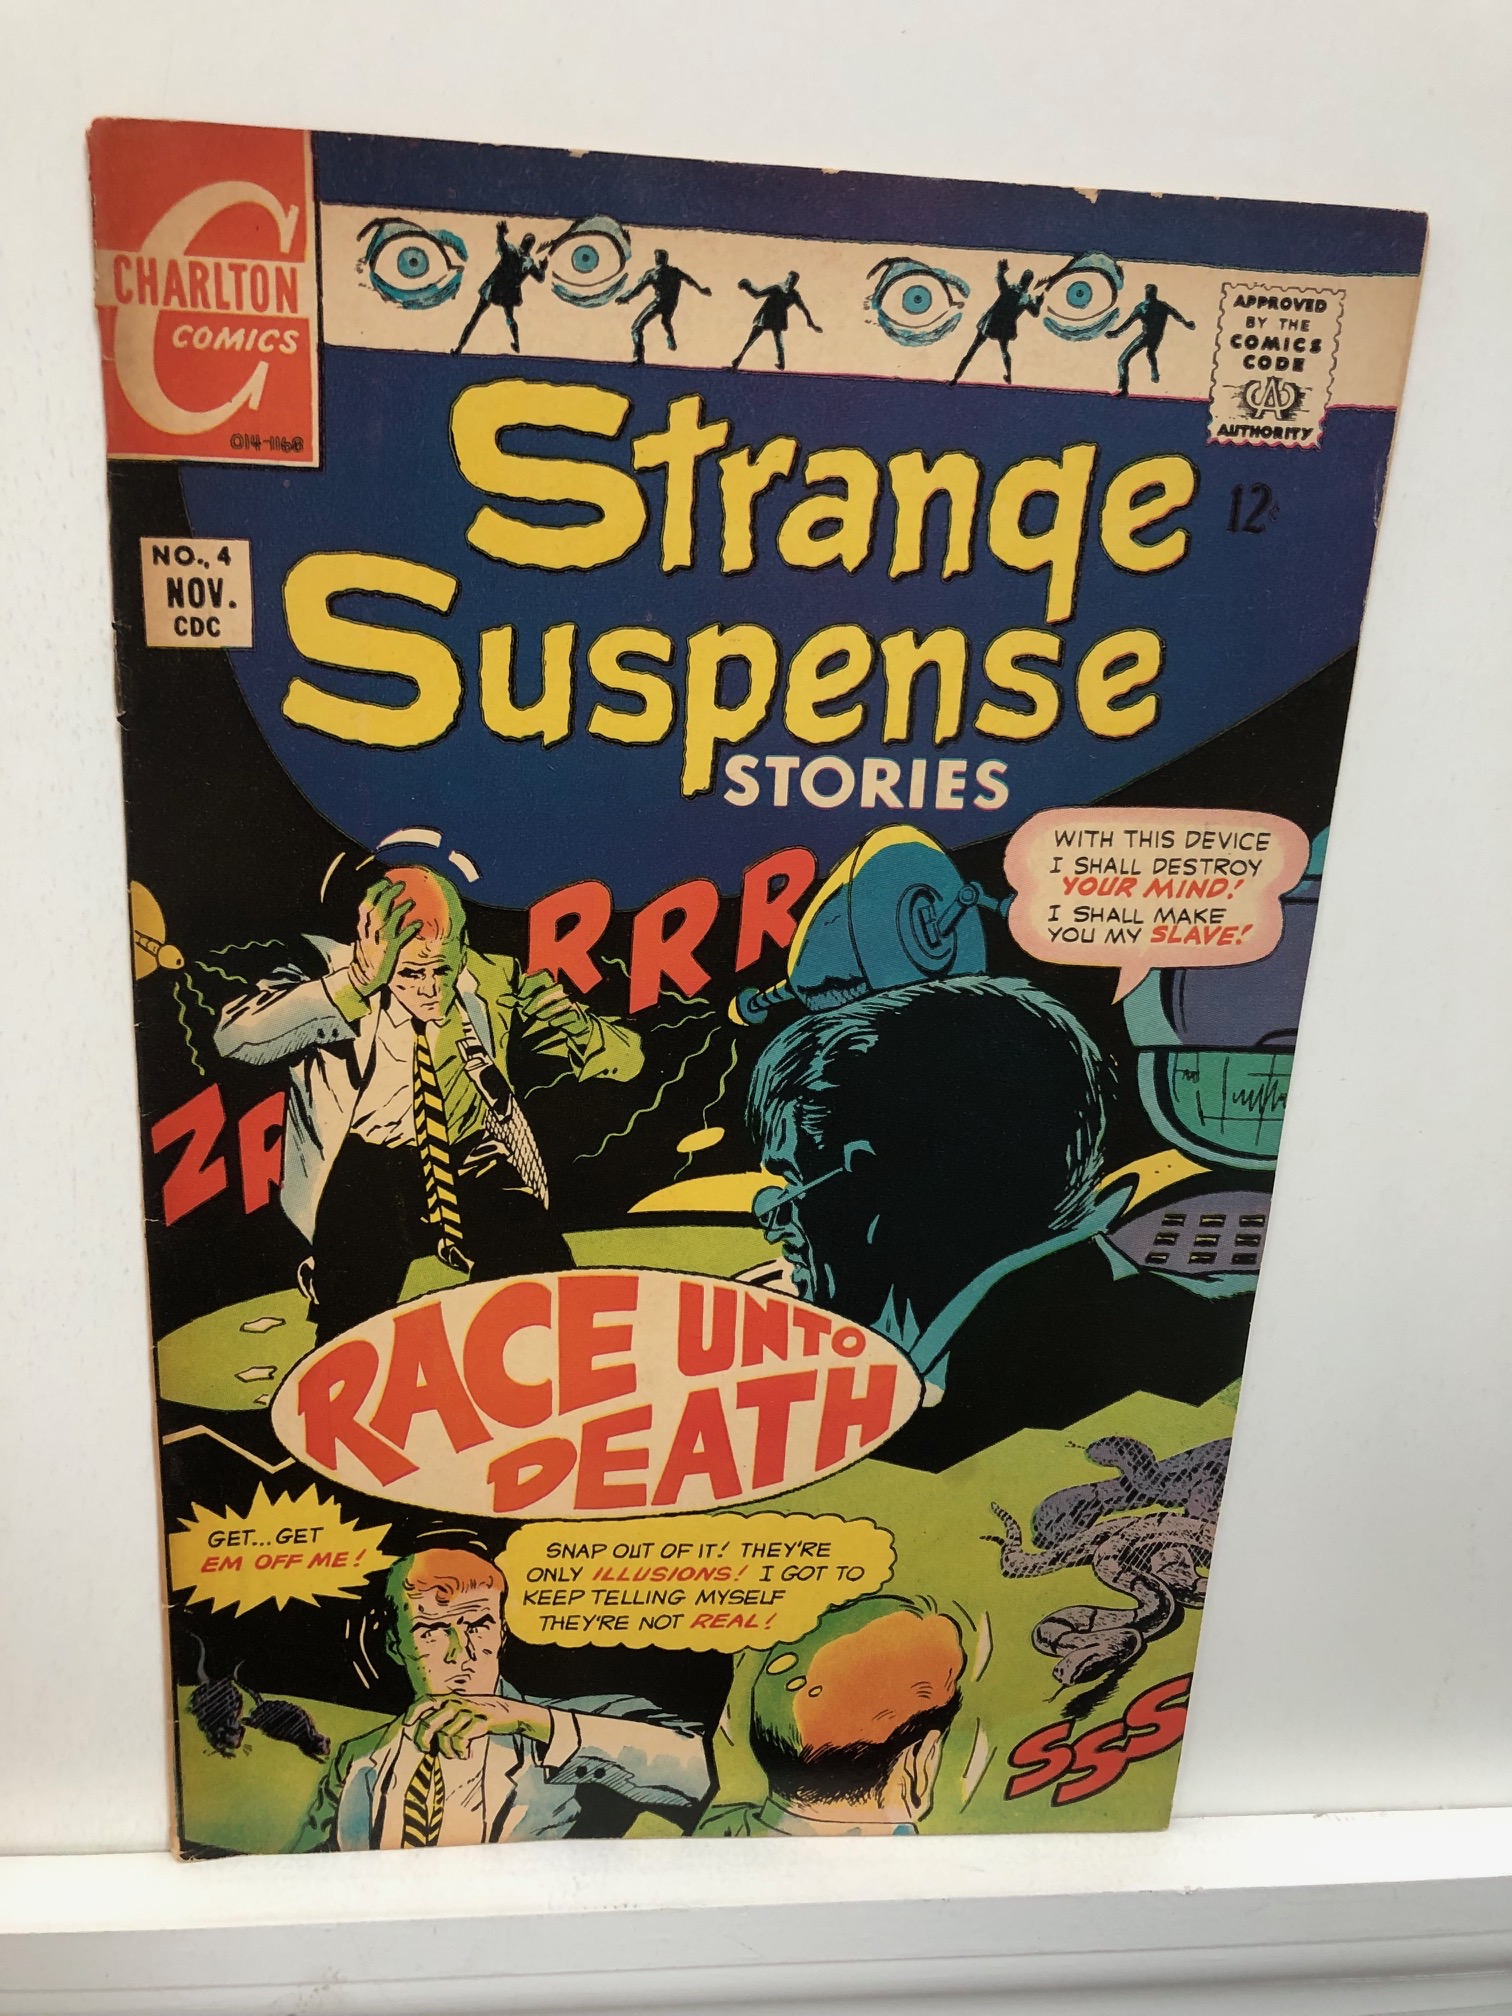 CHARLTON
COMICS
014-1168
APPROVED
BY THE
COMICS
CODE
CA
AUTHORITY
Strange
12¢
NO., 4
NOV.
CDC
Suspense
STORIES
WITH THIS DEVICE
I SHALL DESTROY
YOUR MIND!
I SHALL MAKE
YOU MY SLAVE!
RRR
ZR
RACE UNTO
DEATH
GET...GET
EM OFF ME!
SNAP OUT OF IT! THEY'RE
ONLY ILLUSIONS! I GOT TO
KEEP TELLING MYSELF
THEY'RE NOT REAL!
SSS